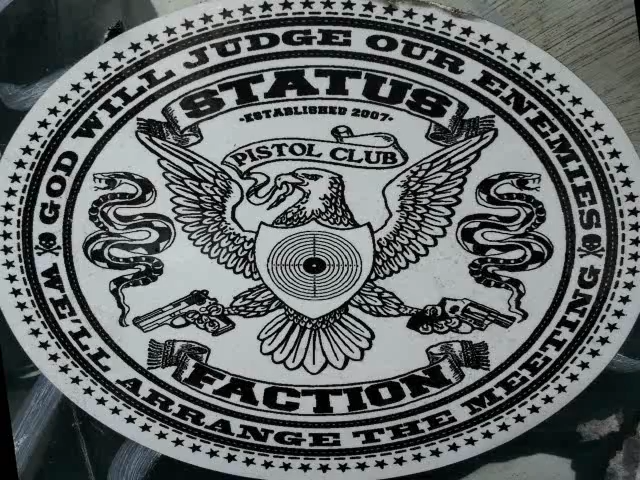 GOD WILL JUDGE OUR ENEMIES
WE'LL ARRANGE THE MEETING
STATUS
-ESTABLISHED 2007-
PISTOL CLUB
FACTION